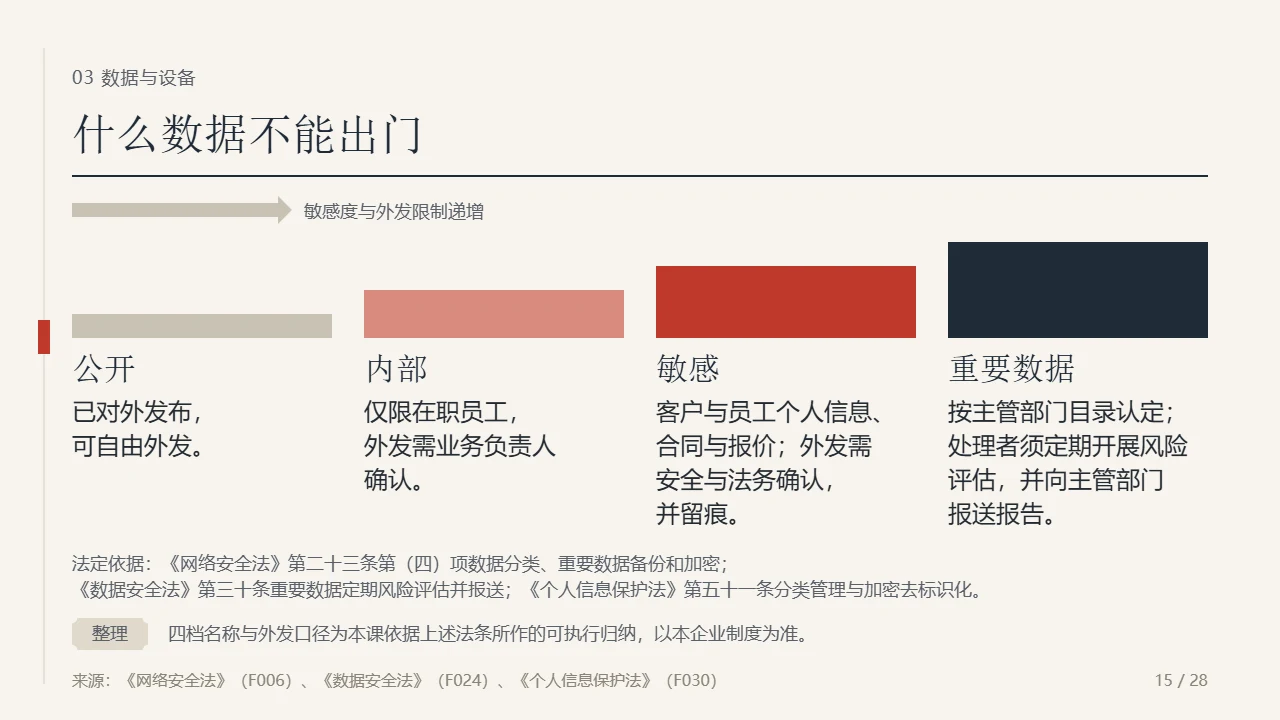 03 数据与设备
什么数据不能出门
敏感度与外发限制递增
公开
已对外发布，
可自由外发。
内部
仅限在职员工，
外发需业务负责人
确认。
敏感
客户与员工个人信息、
合同与报价；外发需
安全与法务确认，
并留痕。
重要数据
按主管部门目录认定；
处理者须定期开展风险
评估，并向主管部门
报送报告。
法定依据：《网络安全法》第二十三条第（四）项数据分类、重要数据备份和加密；
《数据安全法》第三十条重要数据定期风险评估并报送；《个人信息保护法》第五十一条分类管理与加密去标识化。
整理 四档名称与外发口径为本课依据上述法条所作的可执行归纳，以本企业制度为准。
来源：《网络安全法》（F006）、《数据安全法》（F024）、《个人信息保护法》（F030）
15 / 28